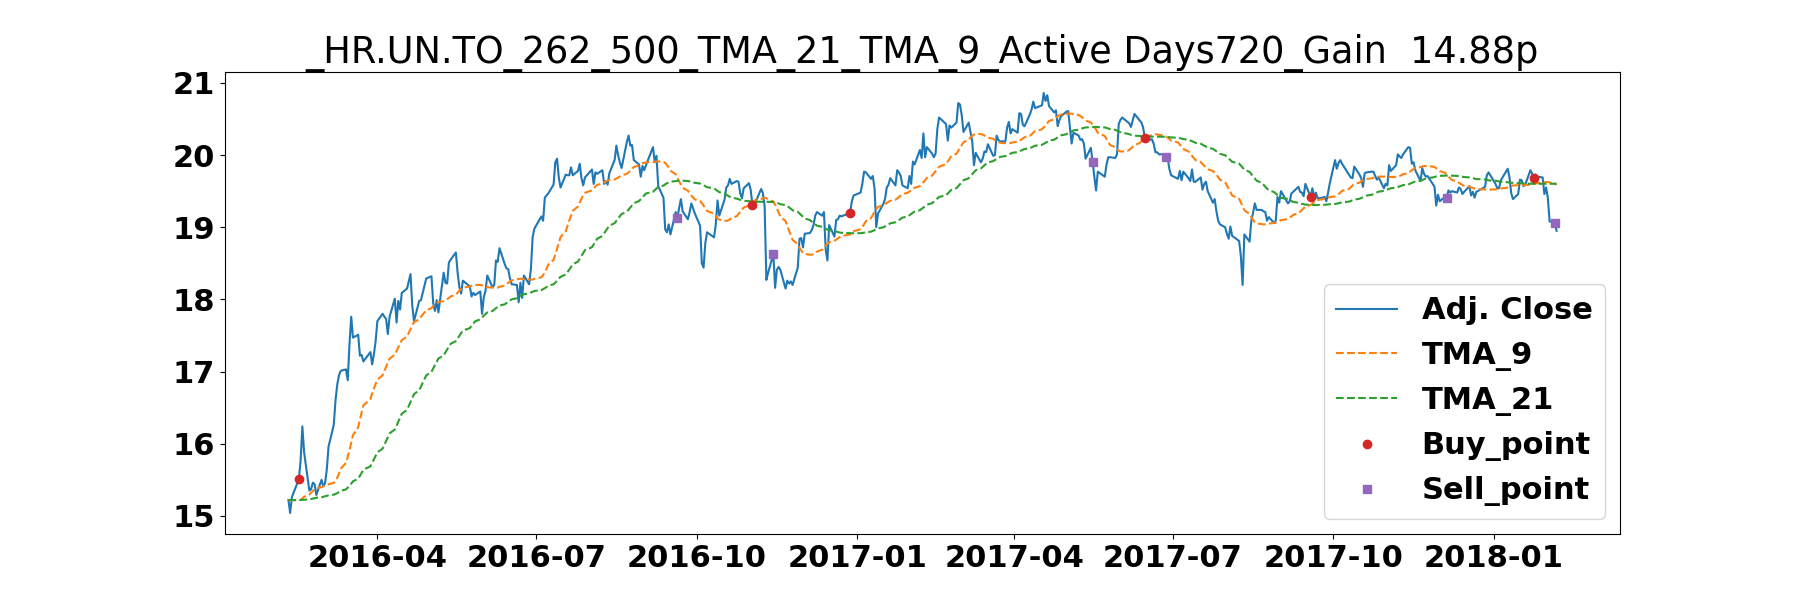 _HR.UN.TO_262_500_TMA_21_TMA_9_Active Days720_Gain  14.88p
21
20
19
18
17
16
15
2016-04 2016-07 2016-10 2017-01 2017-04 2017-07 2017-10 2018-01
Adj. Close
TMA_9
TMA_21
Buy_point
Sell_point